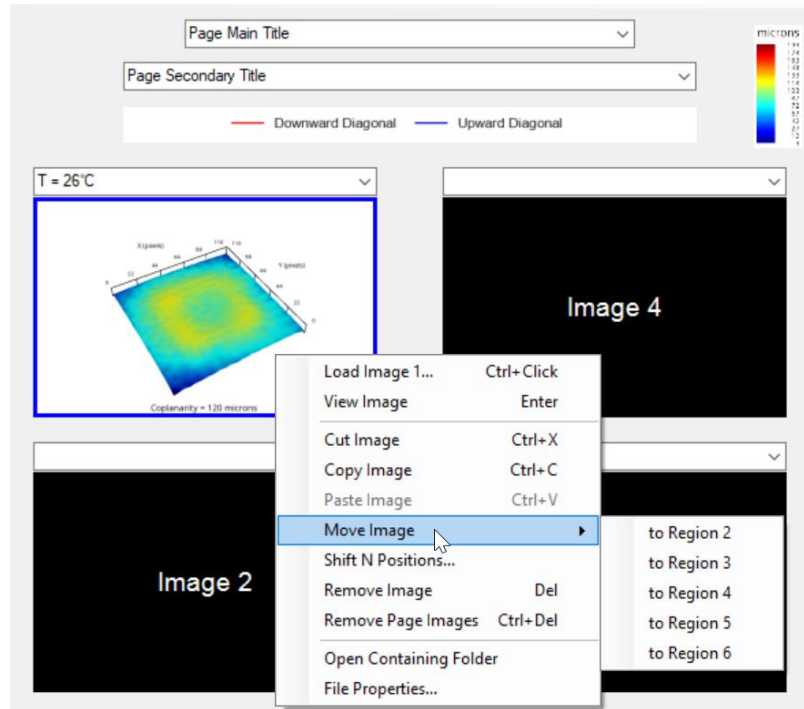 Page Main Title
microns
Page Secondary Title
Downward Diagonal Upward Diagonal
T = 26°C
X (pixels)
Y (pixels)
Coplanarity = 120 microns
Image 4
Load Image 1... Ctrl+Click
View Image Enter
Cut Image Ctrl+X
Copy Image Ctrl+C
Paste Image Ctrl+V
Move Image
Shift N Positions...
Remove Image Del
Remove Page Images Ctrl+Del
Open Containing Folder
File Properties...
Image 2
to Region 2
to Region 3
to Region 4
to Region 5
to Region 6